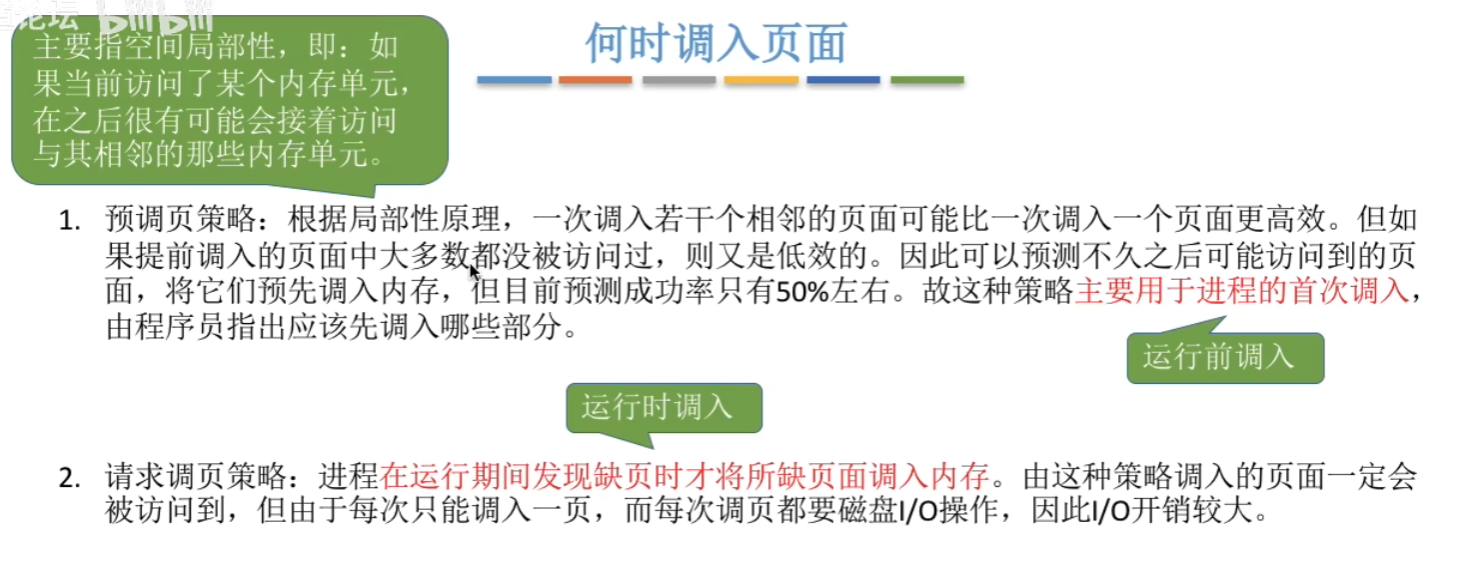 论坛 bilibili
何时调入页面
主要指空间局部性，即：如
果当前访问了某个内存单元，
在之后很有可能会接着访问
与其相邻的那些内存单元。
1. 预调页策略：根据局部性原理，一次调入若干个相邻的页面可能比一次调入一个页面更高效。但如
果提前调入的页面中大多数都没被访问过，则又是低效的。因此可以预测不久之后可能访问到的页
面，将它们预先调入内存，但目前预测成功率只有50%左右。故这种策略主要用于进程的首次调入，
由程序员指出应该先调入哪些部分。
运行前调入
运行时调入
2. 请求调页策略：进程在运行期间发现缺页时才将所缺页面调入内存。由这种策略调入的页面一定会
被访问到，但由于每次只能调入一页，而每次调页都要磁盘I/O操作，因此I/O开销较大。